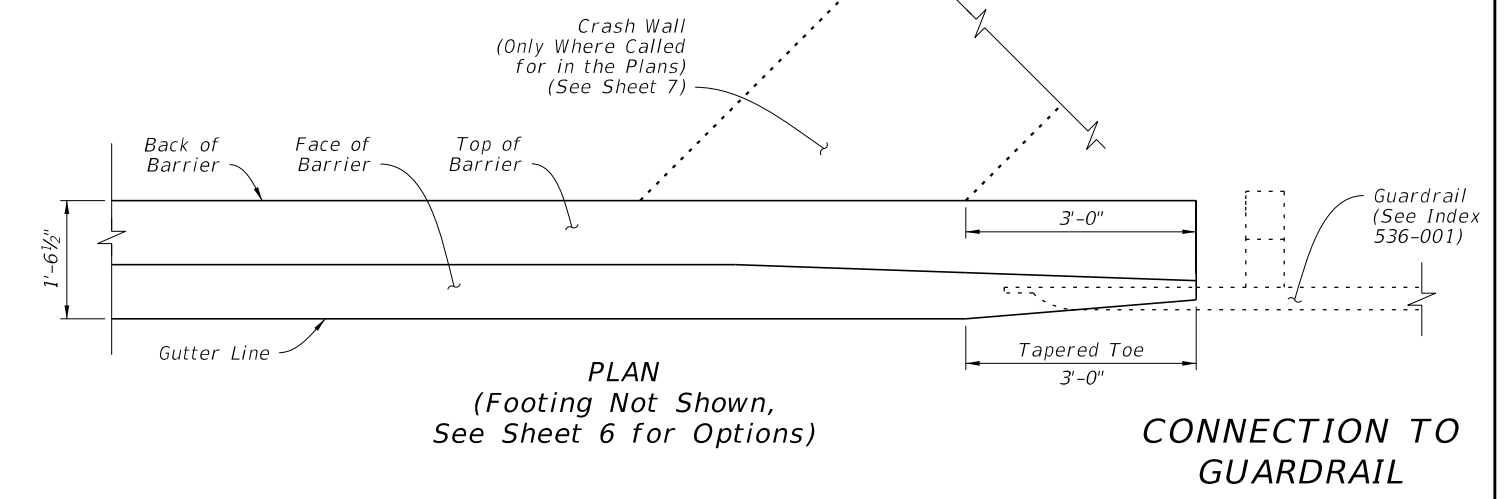 Crash Wall
(Only Where Called
for in the Plans)
(See Sheet 7)
Back of
Barrier
Face of
Barrier
Top of
Barrier
Guardrail
(See Index
536-001)
3'-0"
1'-6½"
Gutter Line
Tapered Toe
3'-0"
PLAN
(Footing Not Shown,
See Sheet 6 for Options)
CONNECTION TO
GUARDRAIL